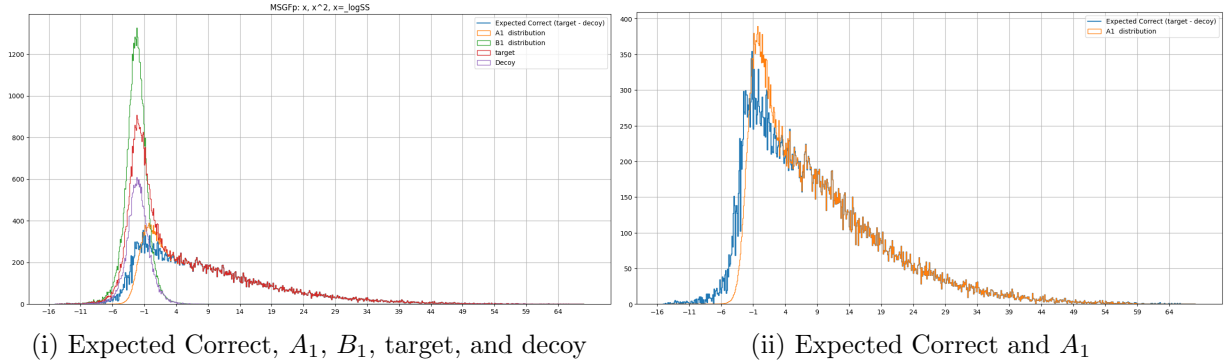 MSGFp: x, x^2, x=_logSS
Expected Correct (target - decoy)
A1 distribution
B1 distribution
target
Decoy
1200
1000
800
600
400
200
0
−16 −11 −6 −1 4 9 14 19 24 29 34 39 44 49 54 59 64
(i) Expected Correct, A₁, B₁, target, and decoy
Expected Correct (target - decoy)
A1 distribution
400
350
300
250
200
150
100
50
0
−16 −11 −6 −1 4 9 14 19 24 29 34 39 44 49 54 59 64
(ii) Expected Correct and A₁